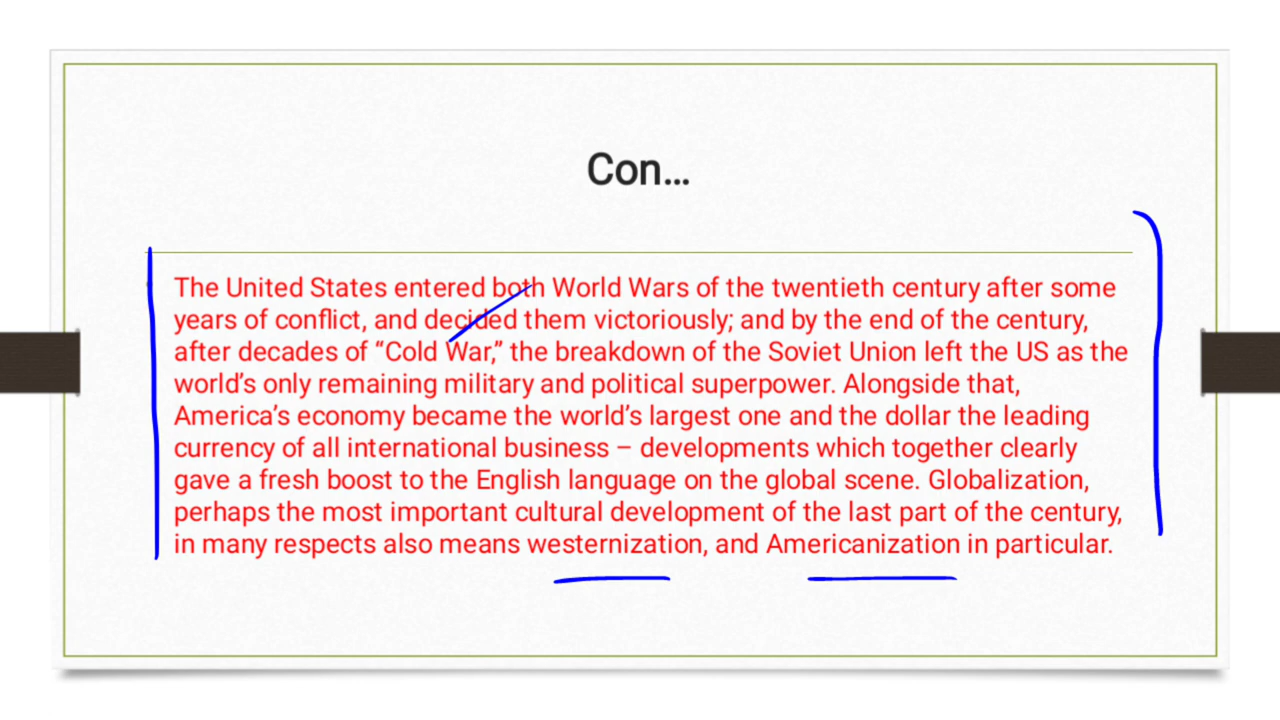 Con...
The United States entered both World Wars of the twentieth century after some
years of conflict, and decided them victoriously; and by the end of the century,
after decades of “Cold War,” the breakdown of the Soviet Union left the US as the
world’s only remaining military and political superpower. Alongside that,
America’s economy became the world’s largest one and the dollar the leading
currency of all international business – developments which together clearly
gave a fresh boost to the English language on the global scene. Globalization,
perhaps the most important cultural development of the last part of the century,
in many respects also means westernization, and Americanization in particular.